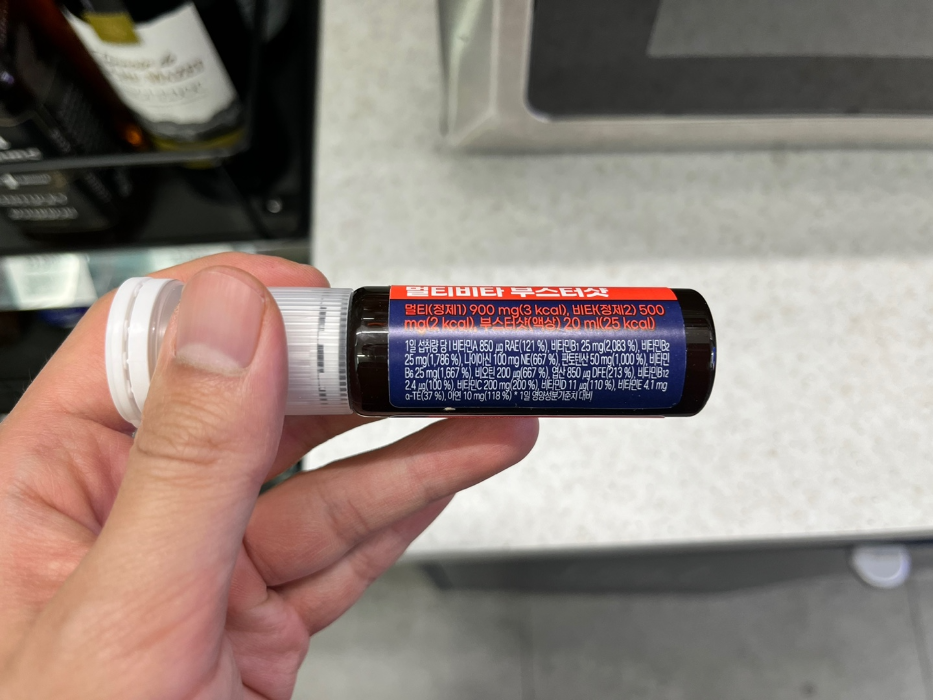 멀티비타 부스터샷
멀티(정제1) 900 mg(3 kcal), 비타(정제2) 500
mg(2 kcal), 부스터샷(액상) 20 ml(25 kcal)
1일 섭취량 당 | 비타민A 850 ㎍ RAE(121 %), 비타민B1 25 mg(2,083 %), 비타민B2
25 mg(1,786 %), 나이아신 100 mg NE(667 %), 판토텐산 50 mg(1,000 %), 비타민
B6 25 mg(1,667 %), 비오틴 200 ㎍(667 %), 엽산 850 ㎍ DFE(213 %), 비타민B12
2.4 ㎍(100 %), 비타민C 200 mg(200 %), 비타민D 11 ㎍(110 %), 비타민E 4.1 mg
α-TE(37 %), 아연 10 mg(118 %) * 1일 영양성분기준치 대비